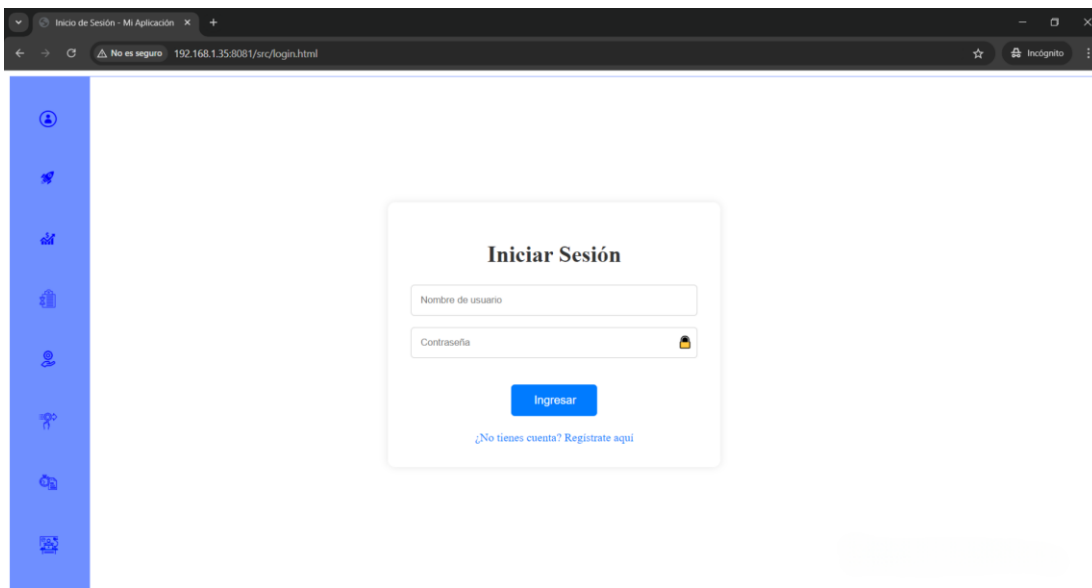 Inicio de Sesión - Mi Aplicación
No es seguro 192.168.1.35:8081/src/login.html Incógnito
Iniciar Sesión
Nombre de usuario
Contraseña
Ingresar
¿No tienes cuenta? Regístrate aquí